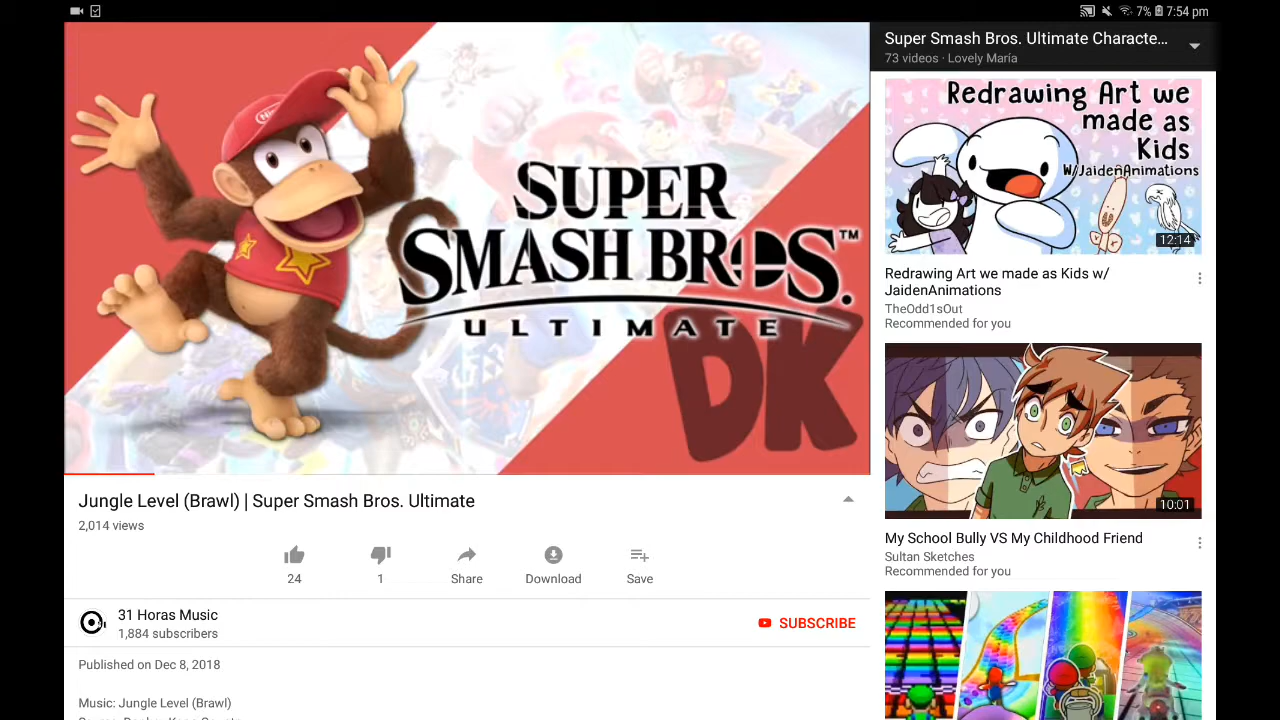 7% 7:54 pm
SUPER
SMASH BROS.™
ULTIMATE
DK
Jungle Level (Brawl) | Super Smash Bros. Ultimate
2,014 views
24
1
Share
Download
Save
31 Horas Music
1,884 subscribers
SUBSCRIBE
Published on Dec 8, 2018
Music: Jungle Level (Brawl)
Super Smash Bros. Ultimate Characte...
73 videos · Lovely María
Redrawing Art we
made as
Kids
W/JaidenAnimations
12:14
Redrawing Art we made as Kids w/
JaidenAnimations
TheOdd1sOut
Recommended for you
10:01
My School Bully VS My Childhood Friend
Sultan Sketches
Recommended for you